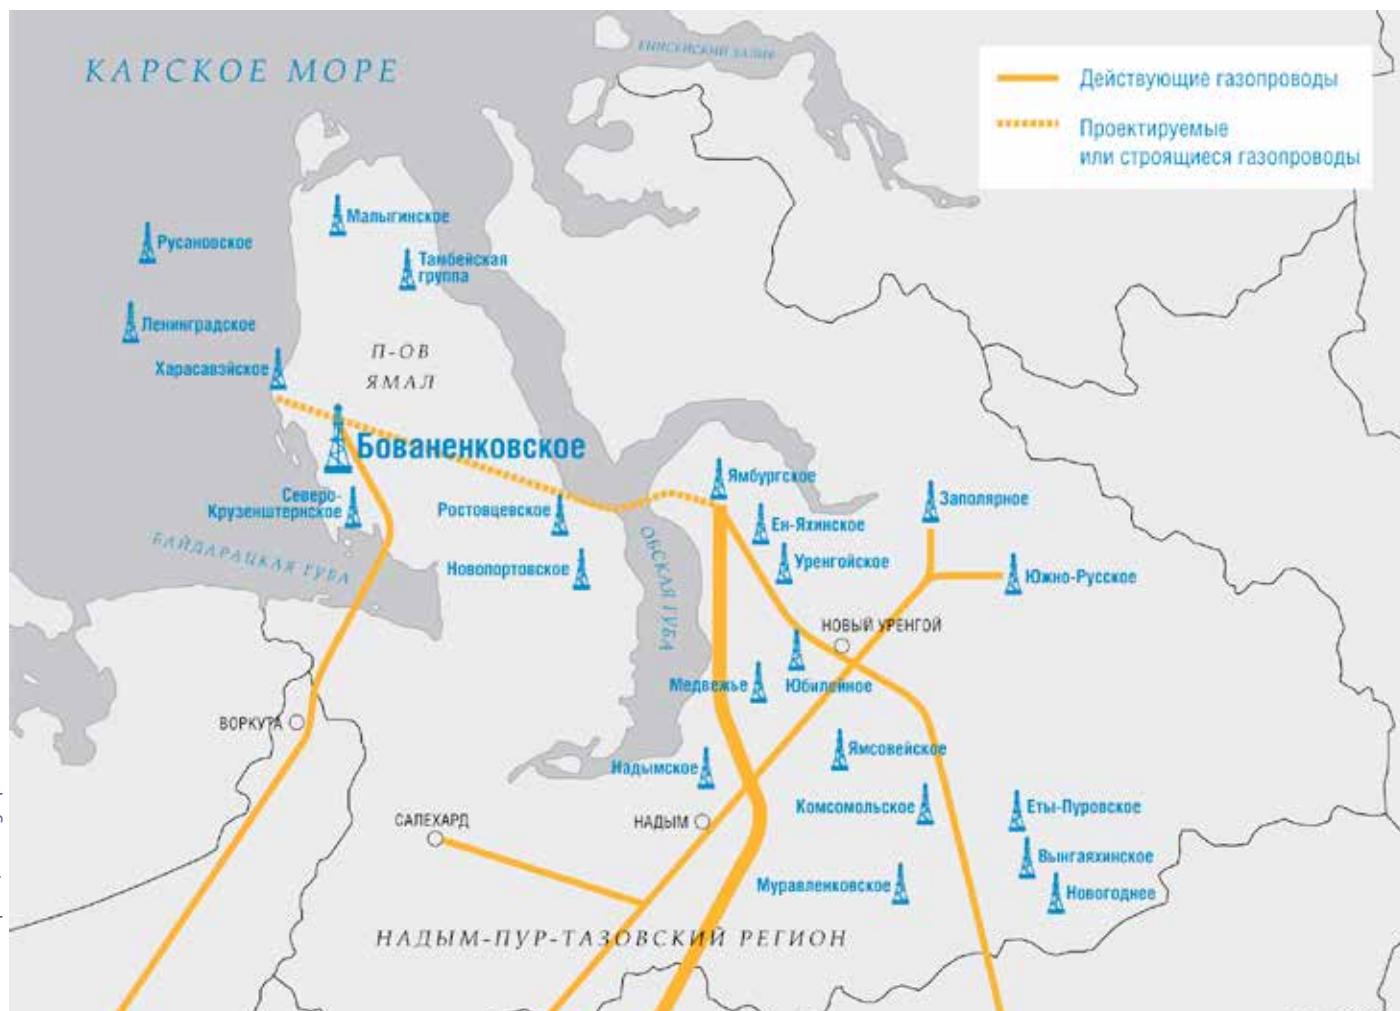 ЕНИСЕЙСКИЙ ЗАЛИВ
КАРСКОЕ МОРЕ
Действующие газопроводы
Проектируемые
или строящиеся газопроводы
Малыгинское
Русановское
Тамбейская
группа
Ленинградское
Харасавэйское
П-ОВ
ЯМАЛ
Бованенковское
Ямбургское
Северо-
Крузенштернское
Ростовцевское
Заполярное
Ен-Яхинское
БАЙДАРАЦКАЯ ГУБА
ОБСКАЯ ГУБА
Новопортовское
Уренгойское
Южно-Русское
НОВЫЙ УРЕНГОЙ
Медвежье
Юбилейное
ВОРКУТА
Ямсовейское
Надымское
САЛЕХАРД
НАДЫМ
Комсомольское
Еты-Пуровское
Вынгаяхинское
Муравленковское
Новогоднее
НАДЫМ-ПУР-ТАЗОВСКИЙ РЕГИОН